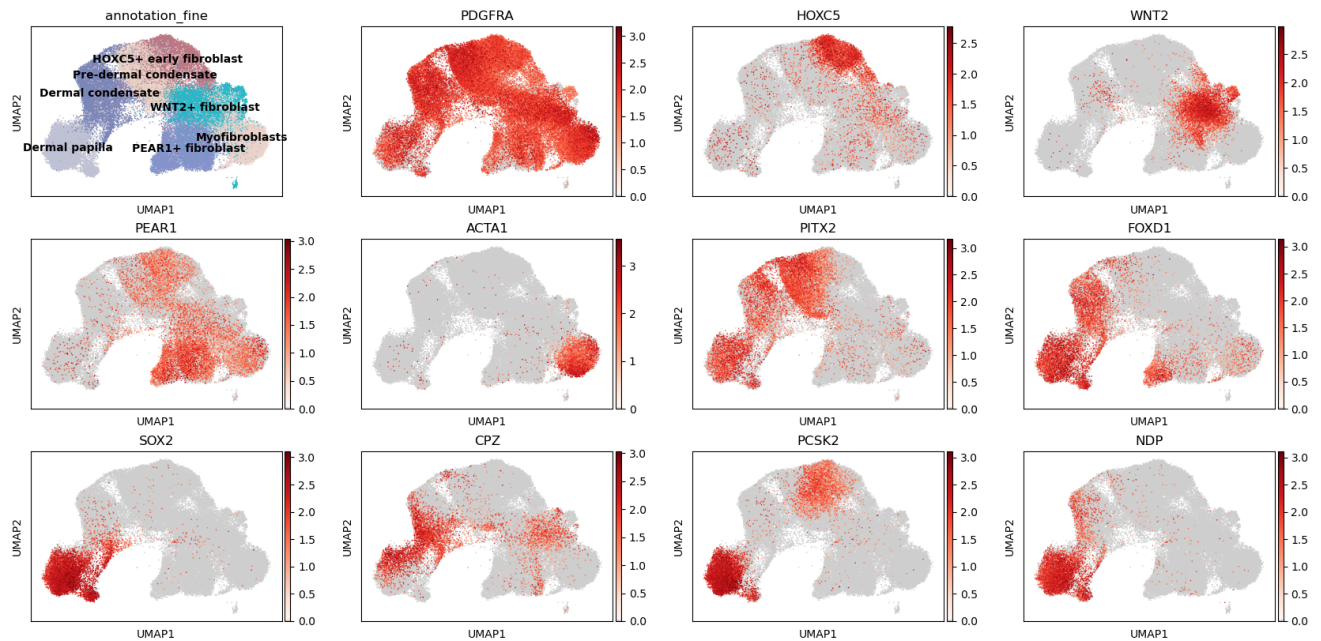 annotation_fine
HOXC5+ early fibroblast
Pre-dermal condensate
Dermal condensate
WNT2+ fibroblast
Myofibroblasts
Dermal papilla
PEAR1+ fibroblast
UMAP2
UMAP1
PDGFRA
UMAP2
UMAP1
3.0
2.5
2.0
1.5
1.0
0.5
0.0
HOXC5
UMAP2
UMAP1
2.5
2.0
1.5
1.0
0.5
0.0
WNT2
UMAP2
UMAP1
2.5
2.0
1.5
1.0
0.5
0.0
PEAR1
UMAP2
UMAP1
3.0
2.5
2.0
1.5
1.0
0.5
0.0
ACTA1
UMAP2
UMAP1
3
2
1
0
PITX2
UMAP2
UMAP1
3.0
2.5
2.0
1.5
1.0
0.5
0.0
FOXD1
UMAP2
UMAP1
3.0
2.5
2.0
1.5
1.0
0.5
0.0
SOX2
UMAP2
UMAP1
3.0
2.5
2.0
1.5
1.0
0.5
0.0
CPZ
UMAP2
UMAP1
3.0
2.5
2.0
1.5
1.0
0.5
0.0
PCSK2
UMAP2
UMAP1
3.0
2.5
2.0
1.5
1.0
0.5
0.0
NDP
UMAP2
UMAP1
3.0
2.5
2.0
1.5
1.0
0.5
0.0